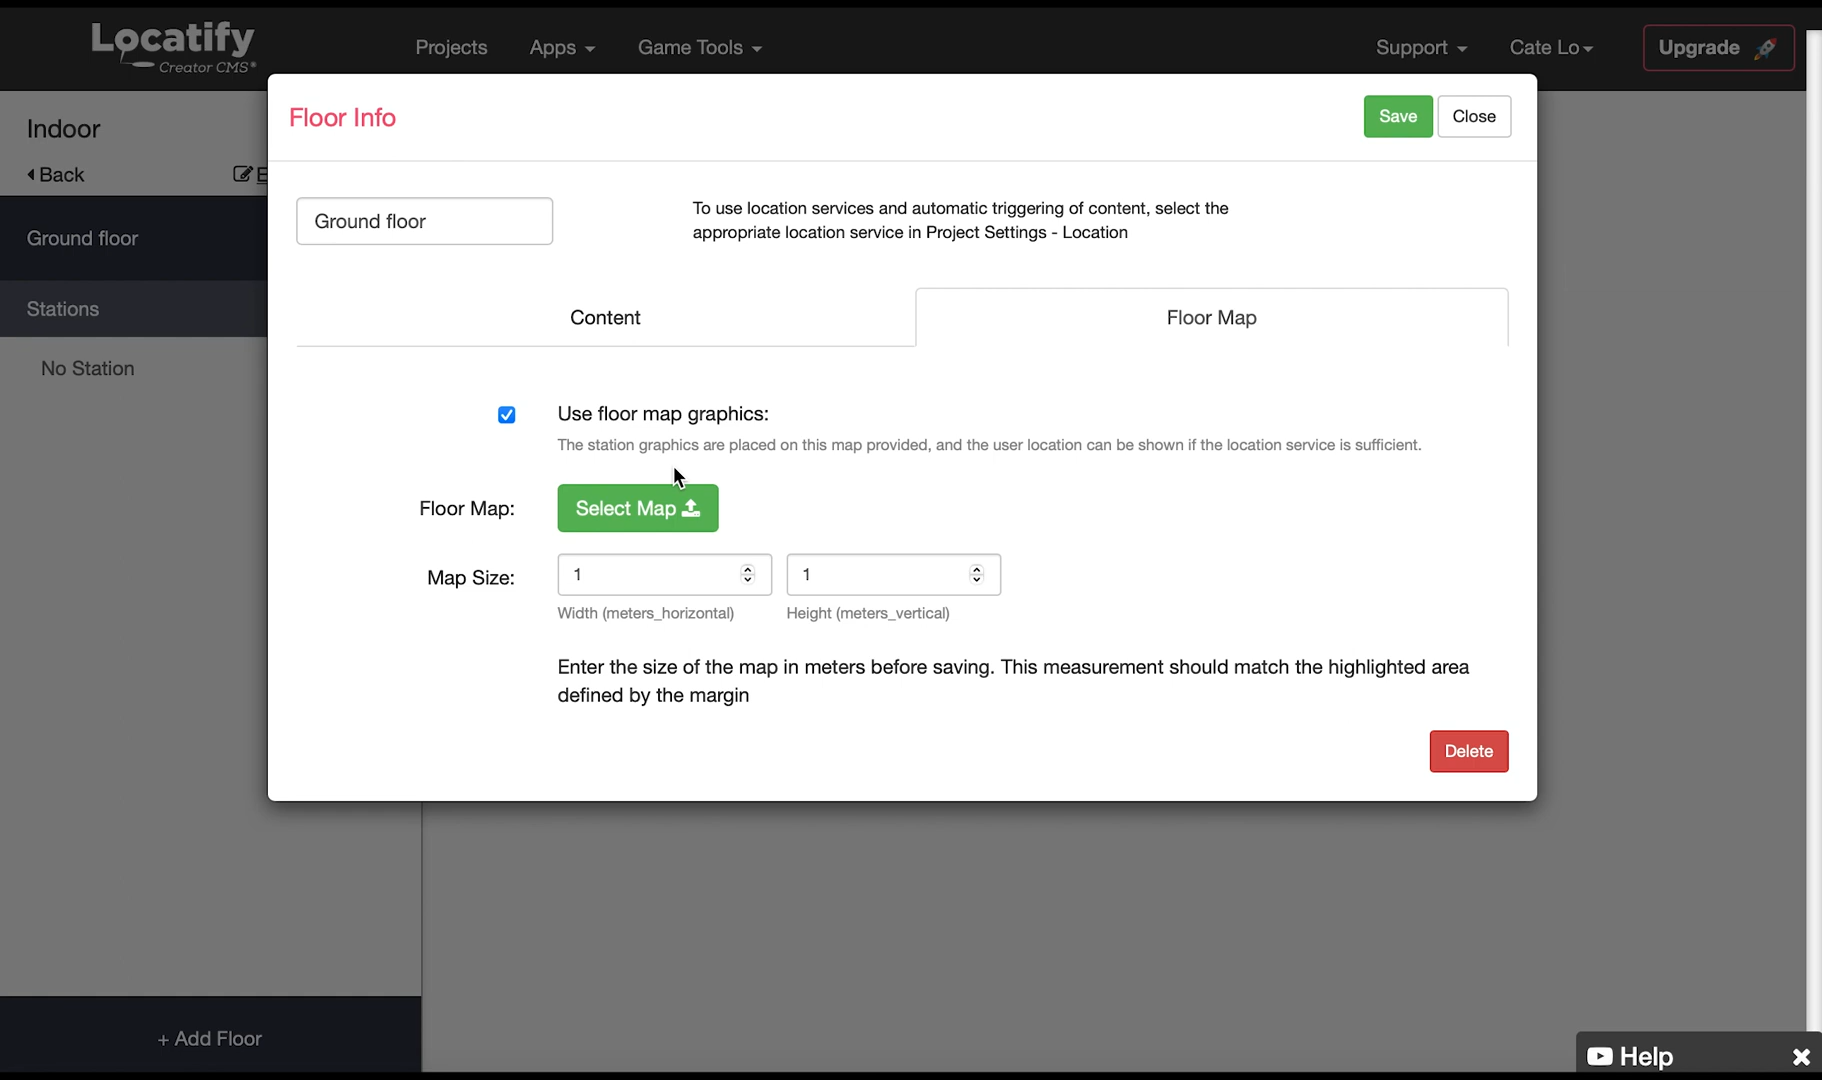 Locatify
Creator CMS®
Projects
Apps
Game Tools
Support
Cate Lo
Upgrade
Indoor
Back
E
Ground floor
Stations
No Station
+ Add Floor
Floor Info
Save
Close
Ground floor
To use location services and automatic triggering of content, select the
appropriate location service in Project Settings - Location
Content
Floor Map
Use floor map graphics:
The station graphics are placed on this map provided, and the user location can be shown if the location service is sufficient.
Floor Map:
Select Map
Map Size:
1
1
Width (meters_horizontal)
Height (meters_vertical)
Enter the size of the map in meters before saving. This measurement should match the highlighted area
defined by the margin
Delete
Help